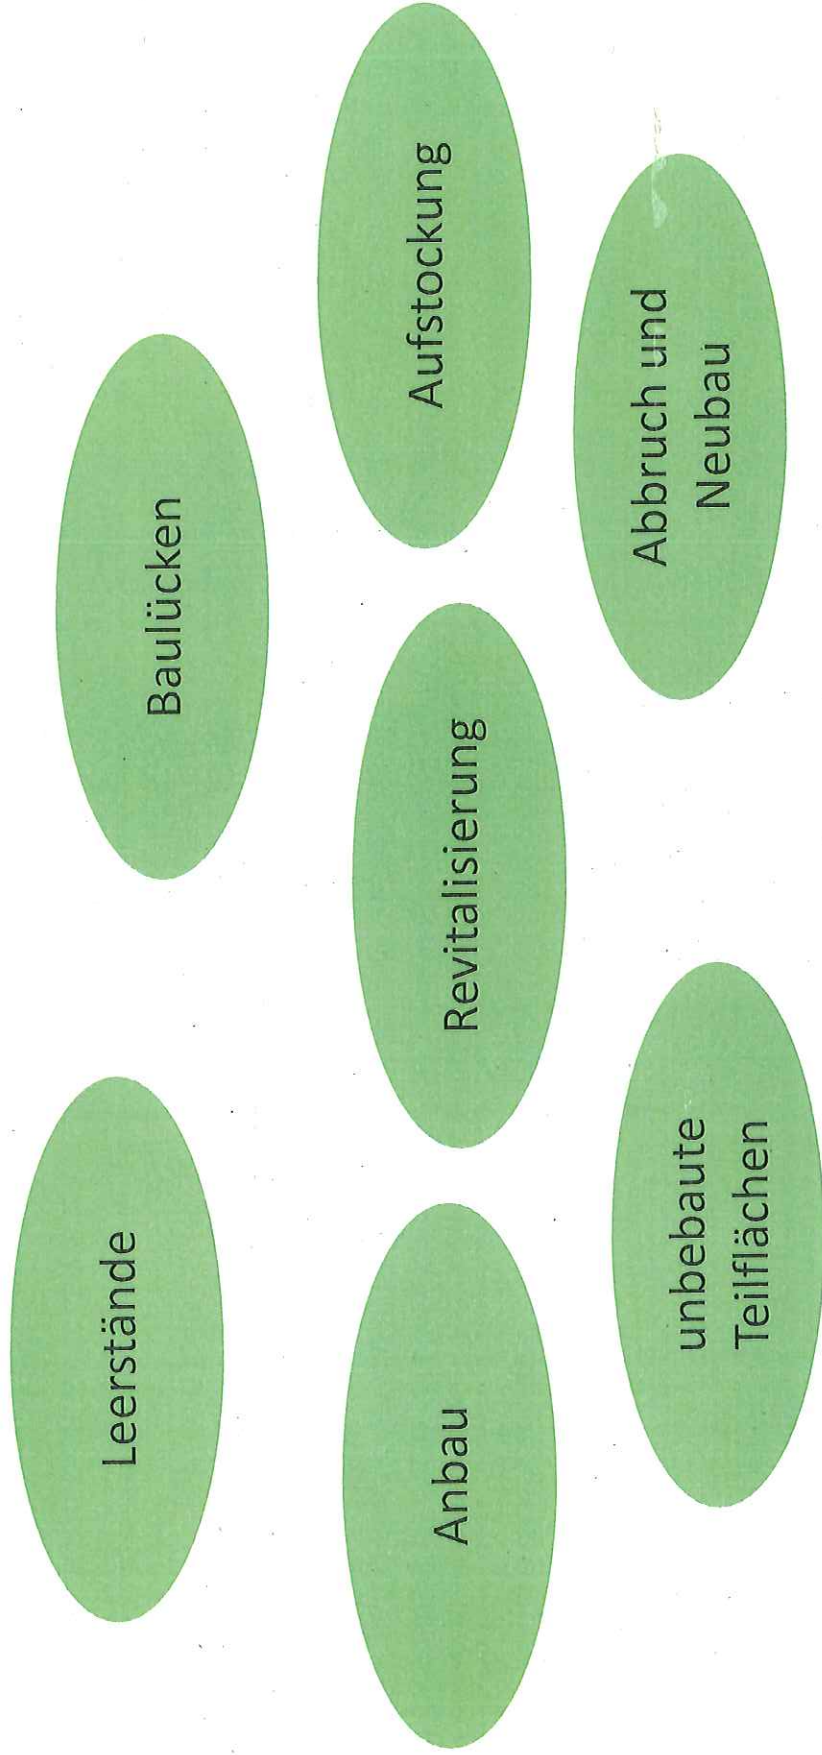 Leerstände
Baulücken
Anbau
Revitalisierung
Aufstockung
unbebaute
Teilflächen
Abbruch und
Neubau